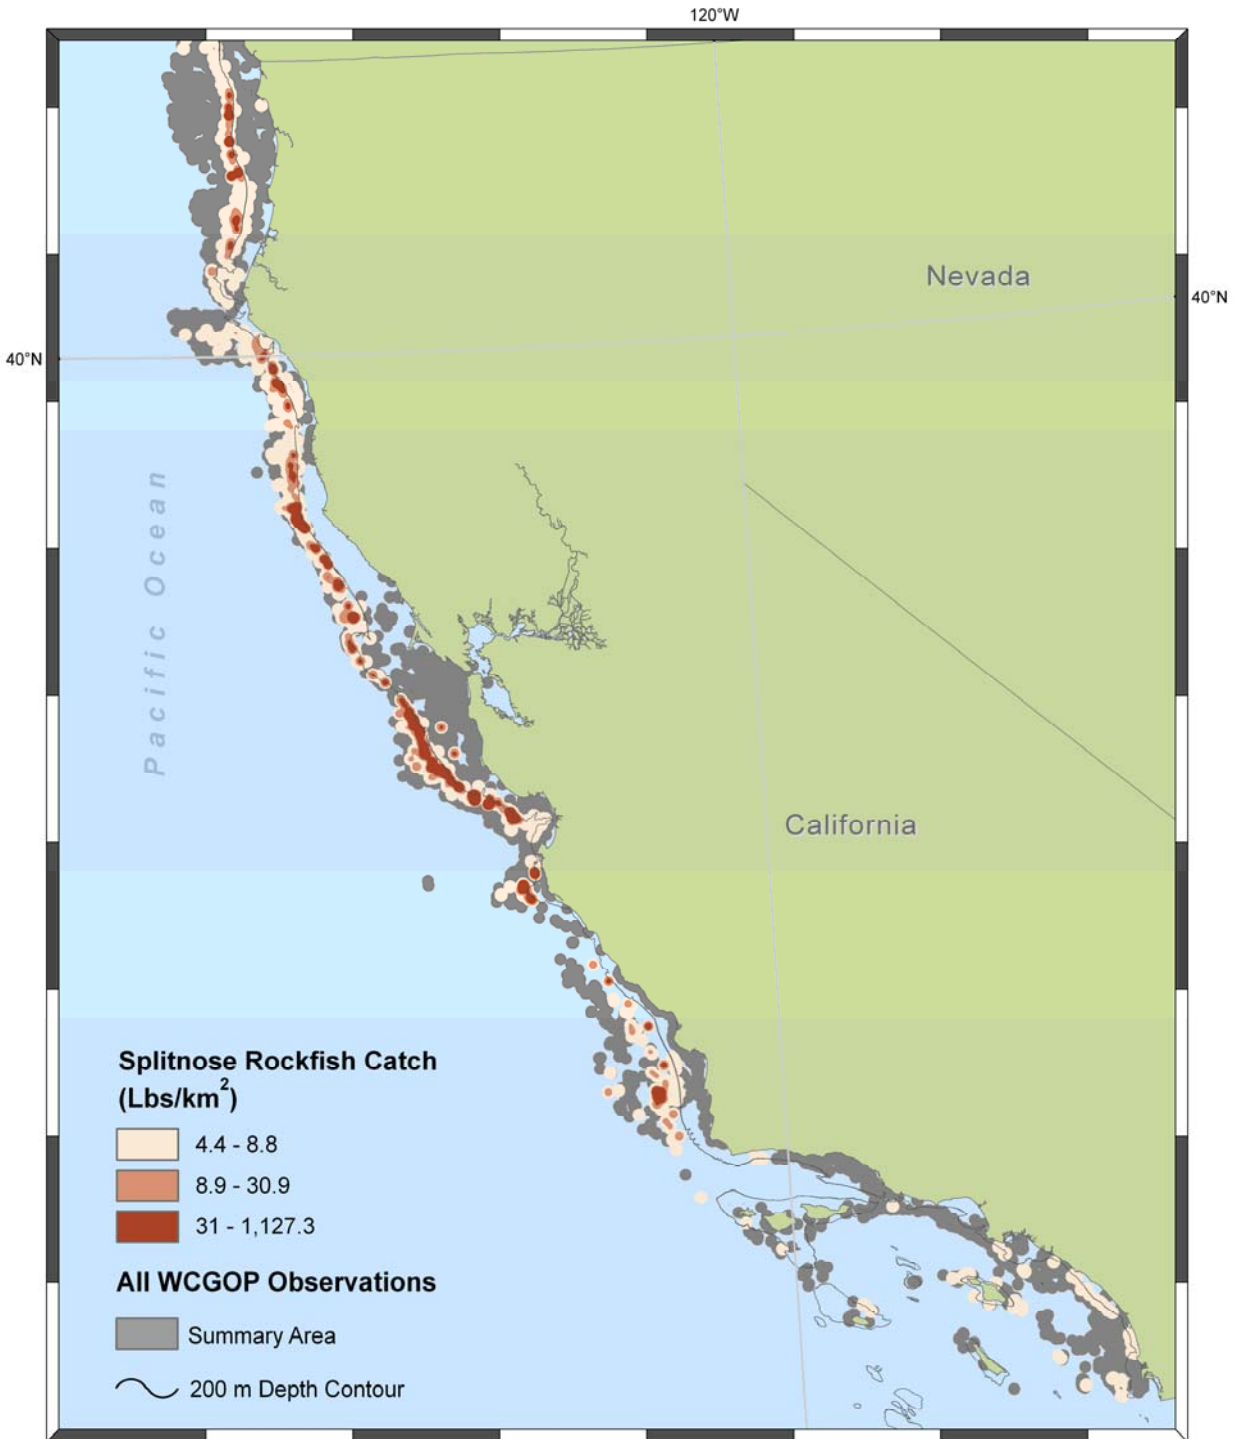 120°W
Nevada
40°N
40°N
Pacific Ocean
California
Splitnose Rockfish Catch
(Lbs/km²)
4.4 - 8.8
8.9 - 30.9
31 - 1,127.3
All WCGOP Observations
Summary Area
200 m Depth Contour